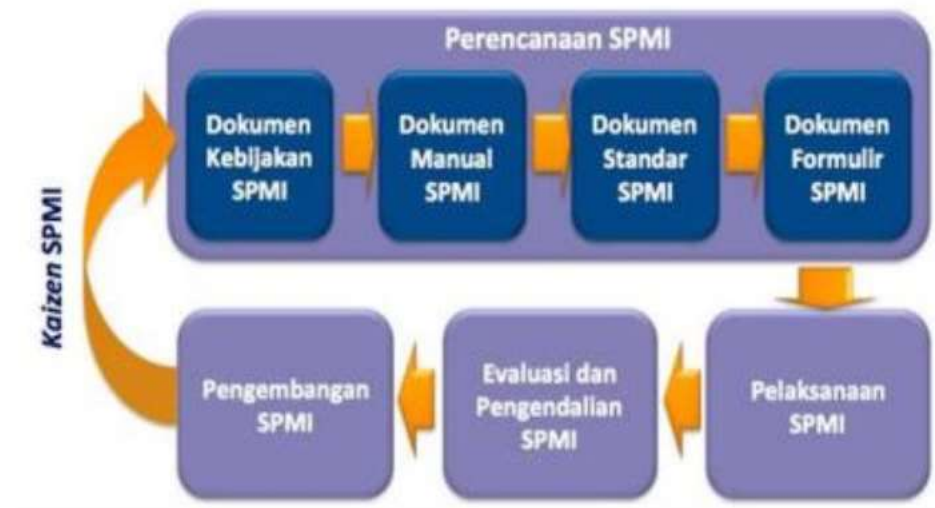 Perencanaan SPMI
Dokumen
Kebijakan
SPMI
Dokumen
Manual
SPMI
Dokumen
Standar
SPMI
Dokumen
Formulir
SPMI
Kaizen SPMI
Pengembangan
SPMI
Evaluasi dan
Pengendalian
SPMI
Pelaksanaan
SPMI